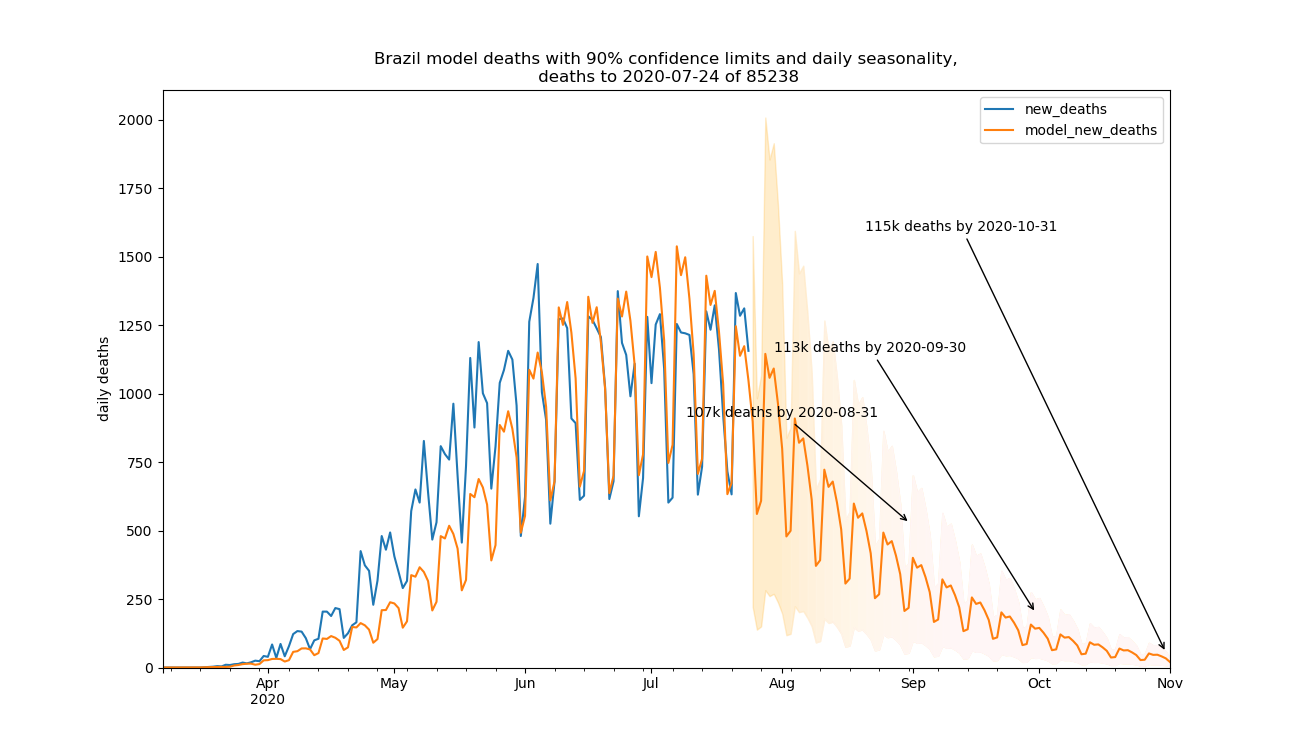 Brazil model deaths with 90% confidence limits and daily seasonality,
deaths to 2020-07-24 of 85238
new_deaths
model_new_deaths
2000
1750
1500
1250
1000
750
500
250
0
daily deaths
115k deaths by 2020-10-31
113k deaths by 2020-09-30
107k deaths by 2020-08-31
Apr May Jun Jul Aug Sep Oct Nov
2020